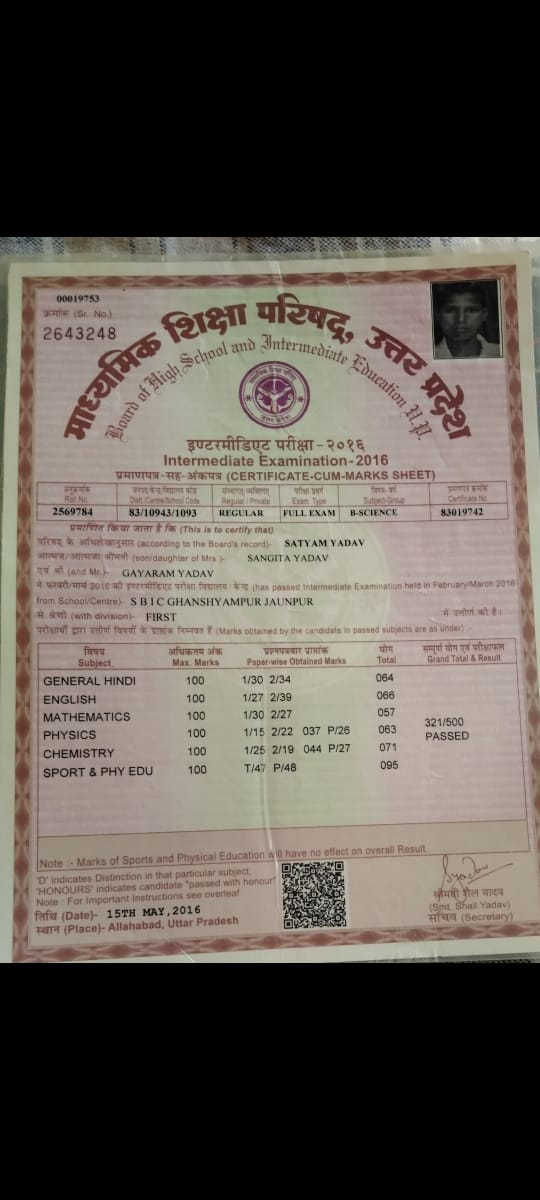 00019753
क्रमांक (Sr. No.)
2643248
माध्यमिक शिक्षा परिषद, उत्तर प्रदेश
Board of High School and Intermediate Education U.P.
इण्टरमीडिएट परीक्षा - २०१६
Intermediate Examination - 2016
प्रमाणपत्र-सह-अंकपत्र (CERTIFICATE-CUM-MARKS SHEET)
अनुक्रमांक जनपद/केन्द्र/विद्यालय कोड संस्थागत/व्यक्तिगत परीक्षा प्रकार विषय-वर्ग प्रमाणपत्र क्रमांक
Roll No. Dist./Centre/School Code Regular / Private Exam. Type Subject-Group Certificate No
2569784 83/10943/1093 REGULAR FULL EXAM B-SCIENCE 83019742
प्रमाणित किया जाता है कि (This is to certify that)
परिषद के अभिलेखानुसार (according to the Board's record)- SATYAM YADAV
आत्मज/आत्मजा श्रीमती (son/daughter of Mrs.)- SANGITA YADAV
एवं श्री (and Mr.)- GAYARAM YADAV
ने फरवरी/मार्च 2016 की इण्टरमीडिएट परीक्षा विद्यालय/केन्द्र (has passed Intermediate Examination held in February/March 2016
from School/Centre)- S B I C GHANSHYAMPUR JAUNPUR
से श्रेणी (with division)- FIRST में उत्तीर्ण की है।
परीक्षार्थी द्वारा उत्तीर्ण विषयों के प्राप्तांक निम्नवत हैं (Marks obtained by the candidate in passed subjects are as under) :-
विषय अधिकतम अंक प्रश्नपत्रवार प्राप्तांक योग सम्पूर्ण योग एवं परीक्षाफल
Subject Max. Marks Paper-wise Obtained Marks Total Grand Total & Result
GENERAL HINDI 100 1/30 2/34 064
ENGLISH 100 1/27 2/39 066
MATHEMATICS 100 1/30 2/27 057
PHYSICS 100 1/15 2/22 037 P/26 063
321/500
PASSED
CHEMISTRY 100 1/25 2/19 044 P/27 071
SPORT & PHY EDU 100 T/47 P/48 095
Note :- Marks of Sports and Physical Education will have no effect on overall Result.
'D' indicates Distinction in that particular subject.
'HONOURS' indicates candidate "passed with honour"
Note : For Important Instructions see overleaf
तिथि (Date)- 15TH MAY,2016
स्थान (Place)- Allahabad, Uttar Pradesh
श्रीमती शैल यादव
(Smt. Shail Yadav)
सचिव (Secretary)